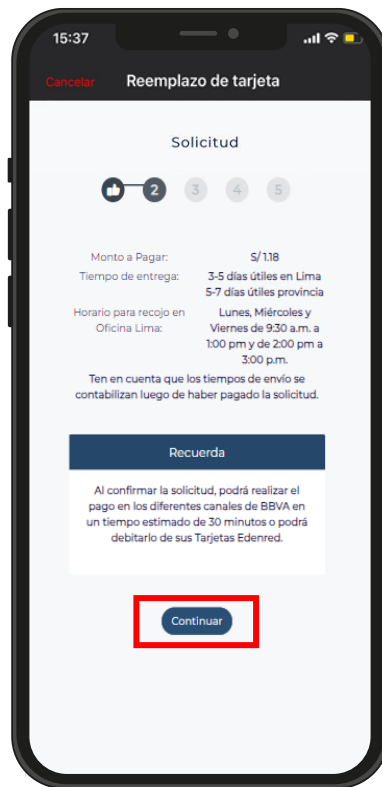 15:37
Cancelar Reemplazo de tarjeta
Solicitud
2 3 4 5
Monto a Pagar: S/ 1.18
Tiempo de entrega: 3-5 días útiles en Lima
5-7 días útiles provincia
Horario para recojo en Lunes, Miércoles y
Oficina Lima: Viernes de 9:30 a.m. a
1:00 pm y de 2:00 pm a
3:00 p.m.
Ten en cuenta que los tiempos de envío se
contabilizan luego de haber pagado la solicitud.
Recuerda
Al confirmar la solicitud, podrá realizar el
pago en los diferentes canales de BBVA en
un tiempo estimado de 30 minutos o podrá
debitarlo de sus Tarjetas Edenred.
Continuar